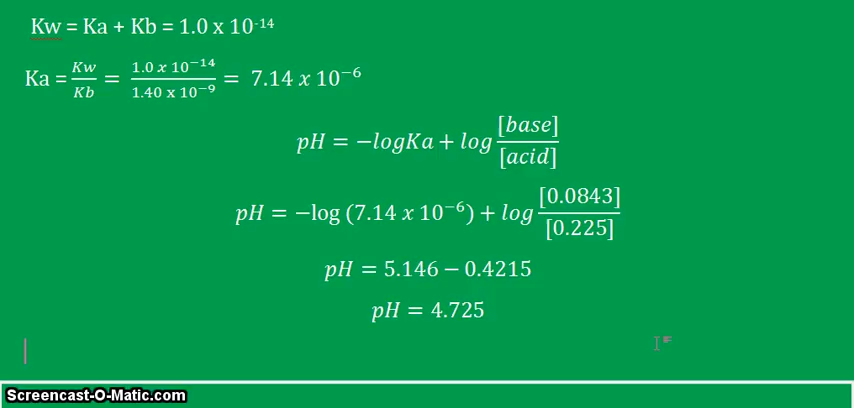 Kw = Ka + Kb = 1.0 x 10⁻¹⁴
Ka = Kw/Kb = 1.0 x 10⁻¹⁴/1.40 x 10⁻⁹ = 7.14 x 10⁻⁶
pH = −logKa + log [base]/[acid]
pH = −log (7.14 x 10⁻⁶) + log [0.0843]/[0.225]
pH = 5.146 − 0.4215
pH = 4.725
Screencast-O-Matic.com